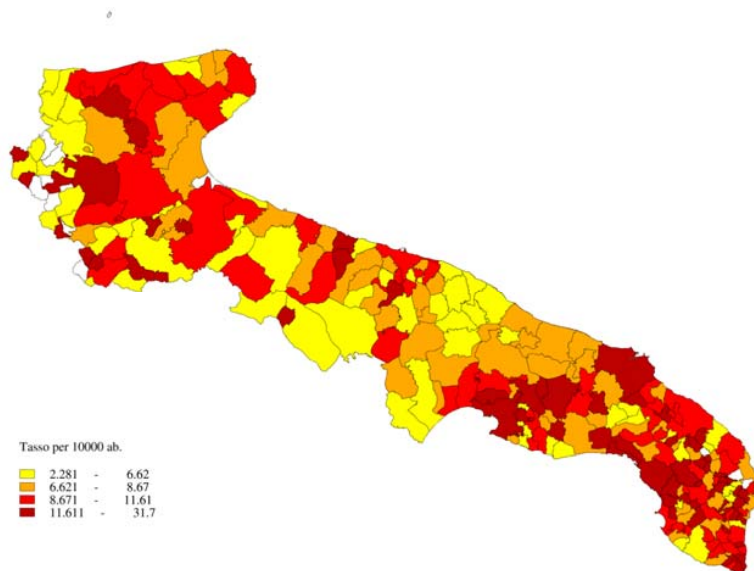 Tasso per 10000 ab.
2.281 - 6.62
6.621 - 8.67
8.671 - 11.61
11.611 - 31.7